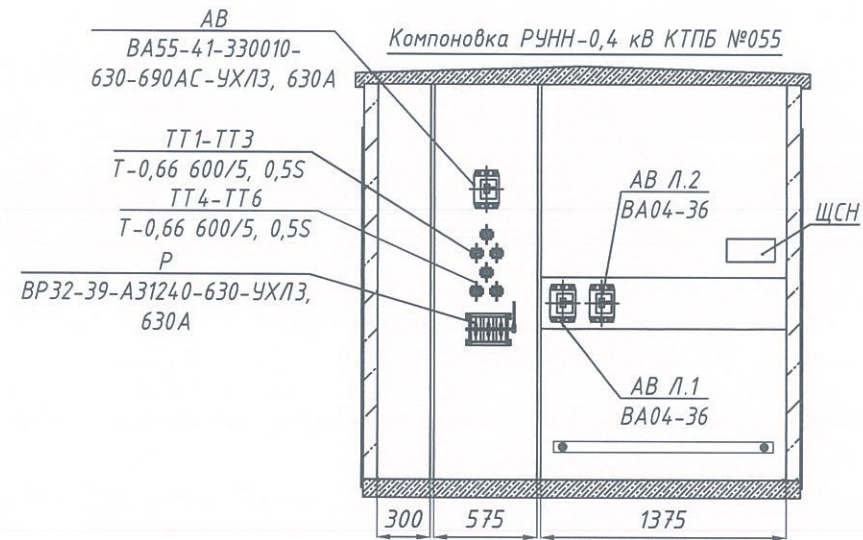 АВ
ВА55-41-330010-
630-690АС-УХЛ3, 630А
Компоновка РУНН-0,4 кВ КТПБ №055
ТТ1-ТТ3
Т-0,66 600/5, 0,5S
ТТ4-ТТ6
Т-0,66 600/5, 0,5S
Р
ВР32-39-А31240-630-УХЛ3,
630А
АВ Л.2
ВА04-36
ЩСН
АВ Л.1
ВА04-36
300
575
1375